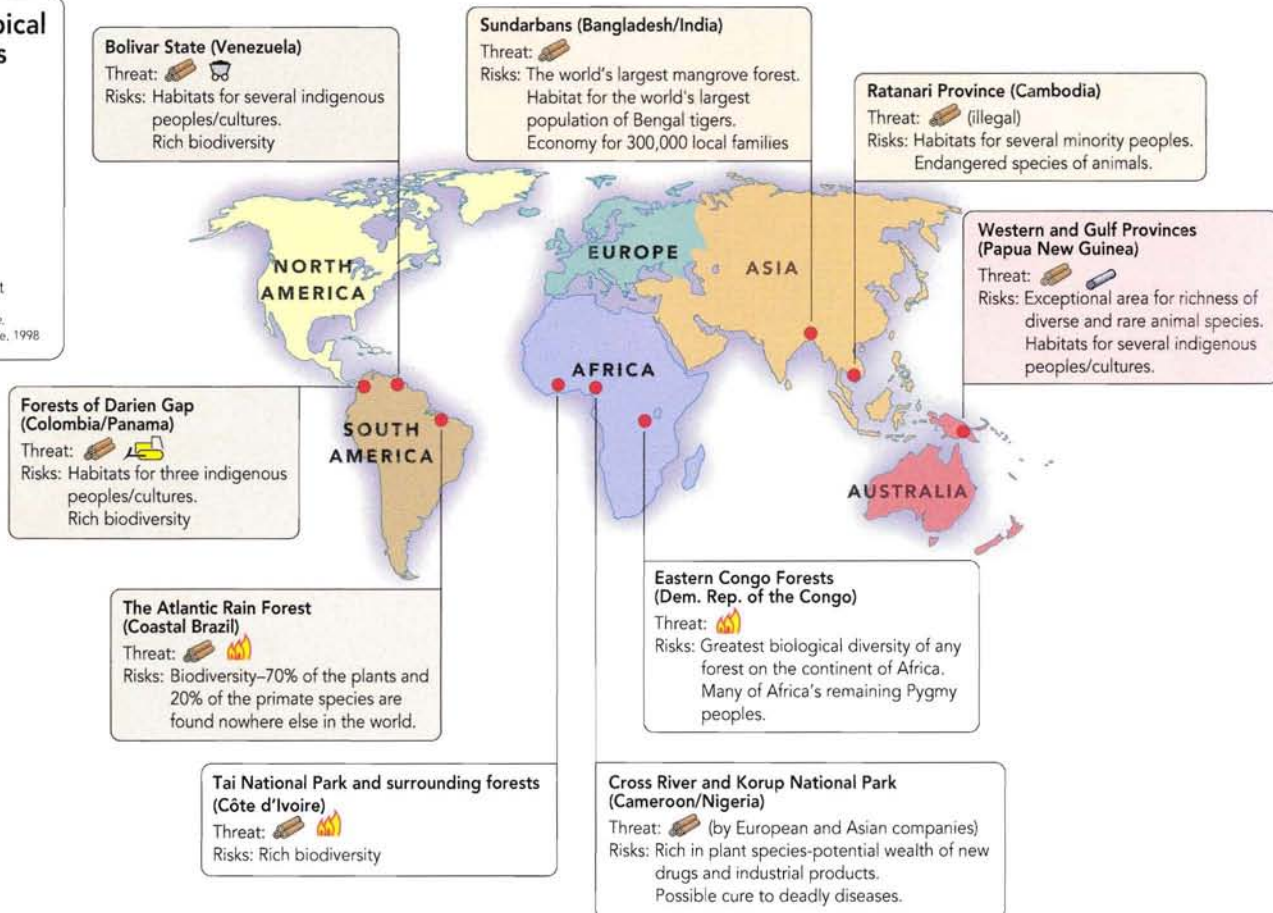 Bolivar State (Venezuela)
Threat:
Risks: Habitats for several indigenous
peoples/cultures.
Rich biodiversity
Sundarbans (Bangladesh/India)
Threat:
Risks: The world's largest mangrove forest.
Habitat for the world's largest
population of Bengal tigers.
Economy for 300,000 local families
Ratanari Province (Cambodia)
Threat: (illegal)
Risks: Habitats for several minority peoples.
Endangered species of animals.
Western and Gulf Provinces
(Papua New Guinea)
Threat:
Risks: Exceptional area for richness of
diverse and rare animal species.
Habitats for several indigenous
peoples/cultures.
1998
NORTH
AMERICA
EUROPE
ASIA
AFRICA
SOUTH
AMERICA
AUSTRALIA
Forests of Darien Gap
(Colombia/Panama)
Threat:
Risks: Habitats for three indigenous
peoples/cultures.
Rich biodiversity
The Atlantic Rain Forest
(Coastal Brazil)
Threat:
Risks: Biodiversity–70% of the plants and
20% of the primate species are
found nowhere else in the world.
Eastern Congo Forests
(Dem. Rep. of the Congo)
Threat:
Risks: Greatest biological diversity of any
forest on the continent of Africa.
Many of Africa's remaining Pygmy
peoples.
Tai National Park and surrounding forests
(Côte d'Ivoire)
Threat:
Risks: Rich biodiversity
Cross River and Korup National Park
(Cameroon/Nigeria)
Threat: (by European and Asian companies)
Risks: Rich in plant species-potential wealth of new
drugs and industrial products.
Possible cure to deadly diseases.